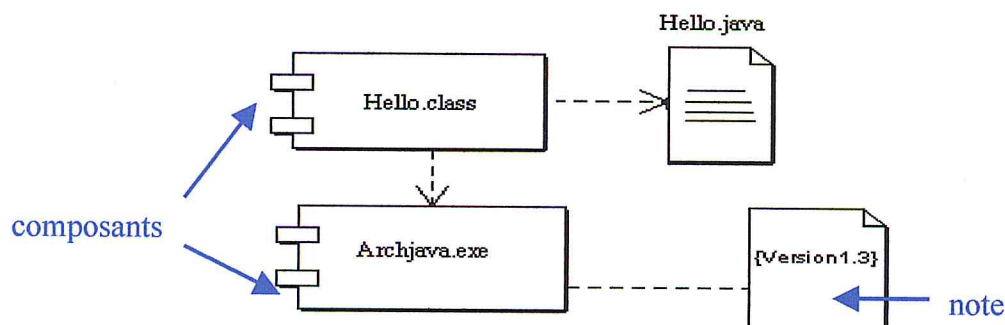 Hello.java
Hello.class
composants
Archjava.exe
{Version1.3}
note